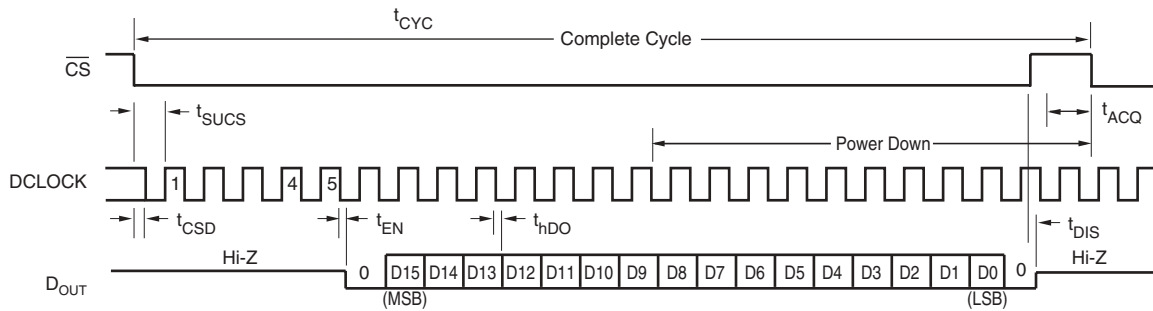 tCYC
Complete Cycle
CS
tSUCS
tACQ
Power Down
DCLOCK
1 4 5
tCSD tEN thDO tDIS
Hi-Z Hi-Z
DOUT
0 D15 D14 D13 D12 D11 D10 D9 D8 D7 D6 D5 D4 D3 D2 D1 D0 0
(MSB) (LSB)